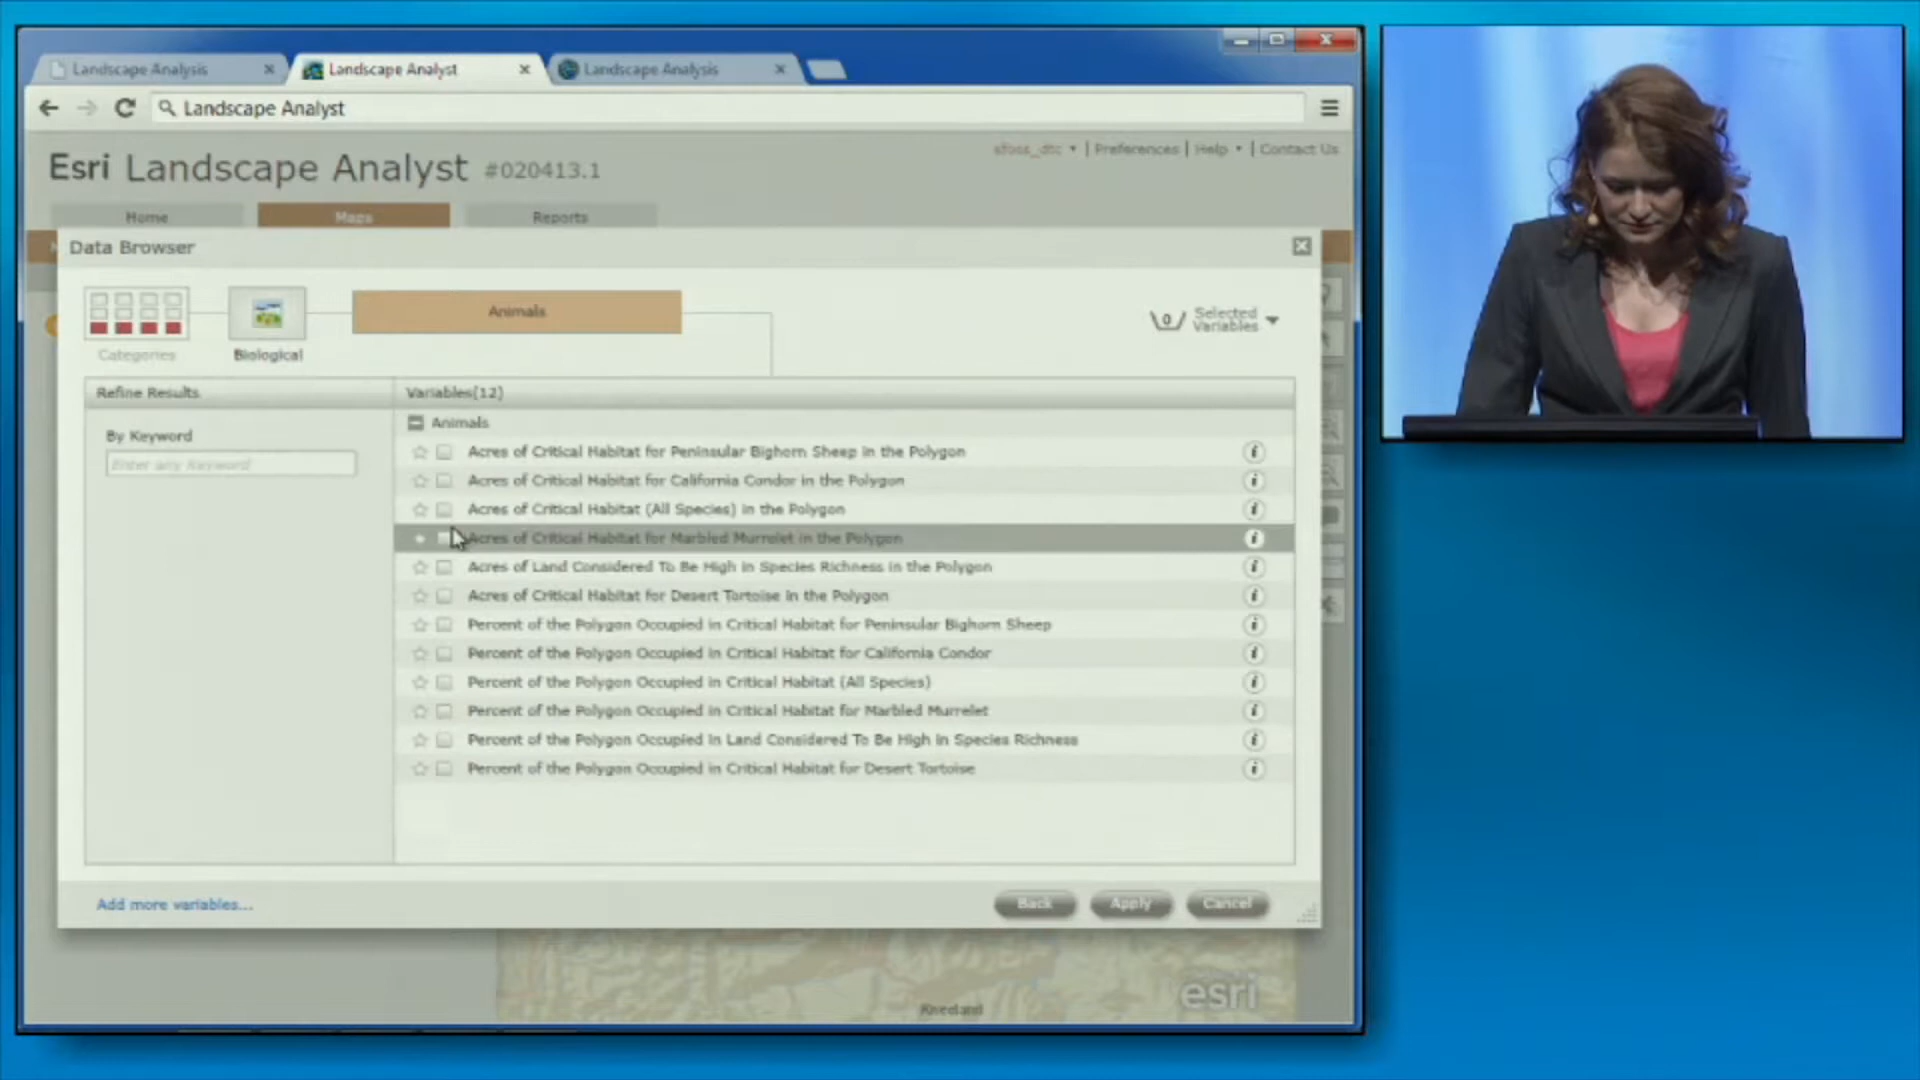 Landscape Analysis
Landscape Analyst
Landscape Analysis
Landscape Analyst
Esri Landscape Analyst #020413.1
Preferences | Help | Contact Us
Home
Maps
Reports
Data Browser
Animals
0
Selected
Variables
Categories
Biological
Refine Results
Variables(12)
Animals
By Keyword
Enter any Keyword
Acres of Critical Habitat for Peninsular Bighorn Sheep in the Polygon
Acres of Critical Habitat for California Condor in the Polygon
Acres of Critical Habitat (All Species) in the Polygon
Acres of Critical Habitat for Marbled Murrelet in the Polygon
Acres of Land Considered To Be High In Species Richness in the Polygon
Acres of Critical Habitat for Desert Tortoise in the Polygon
Percent of the Polygon Occupied in Critical Habitat for Peninsular Bighorn Sheep
Percent of the Polygon Occupied in Critical Habitat for California Condor
Percent of the Polygon Occupied in Critical Habitat (All Species)
Percent of the Polygon Occupied in Critical Habitat for Marbled Murrelet
Percent of the Polygon Occupied in Land Considered To Be High In Species Richness
Percent of the Polygon Occupied in Critical Habitat for Desert Tortoise
Add more variables...
Back
Apply
Cancel
esri
Kneeland